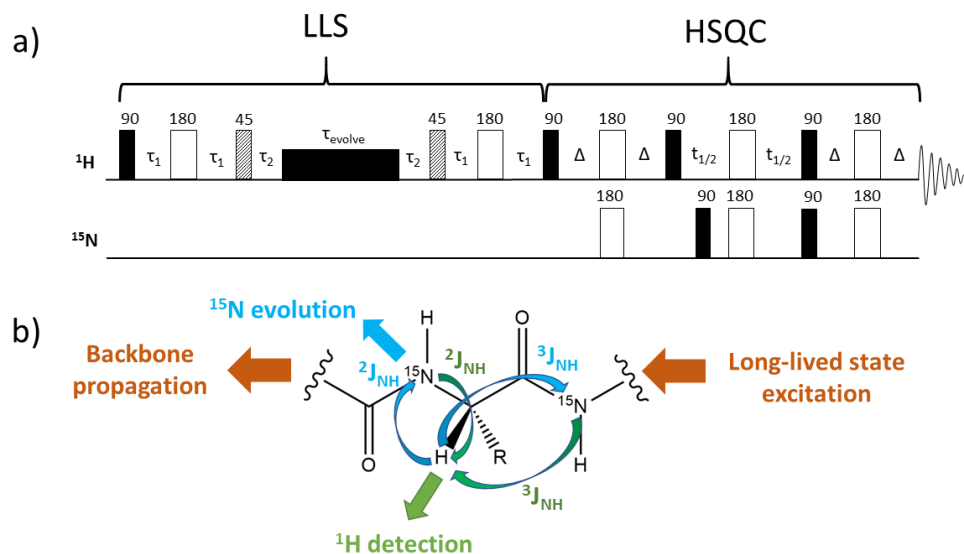 a)
LLS
HSQC
90 180 45 τevolve 45 180 90 180 90 180 90 180
¹H τ₁ τ₁ τ₂ τ₂ τ₁ τ₁ Δ Δ t₁/₂ t₁/₂ Δ Δ
180 90 180 90 180
¹⁵N
b)
¹⁵N evolution
H
O
Backbone
propagation
²JNH
¹⁵N
²JNH
³JNH
Long-lived state
excitation
¹⁵N
O
H
R
H
³JNH
¹H detection